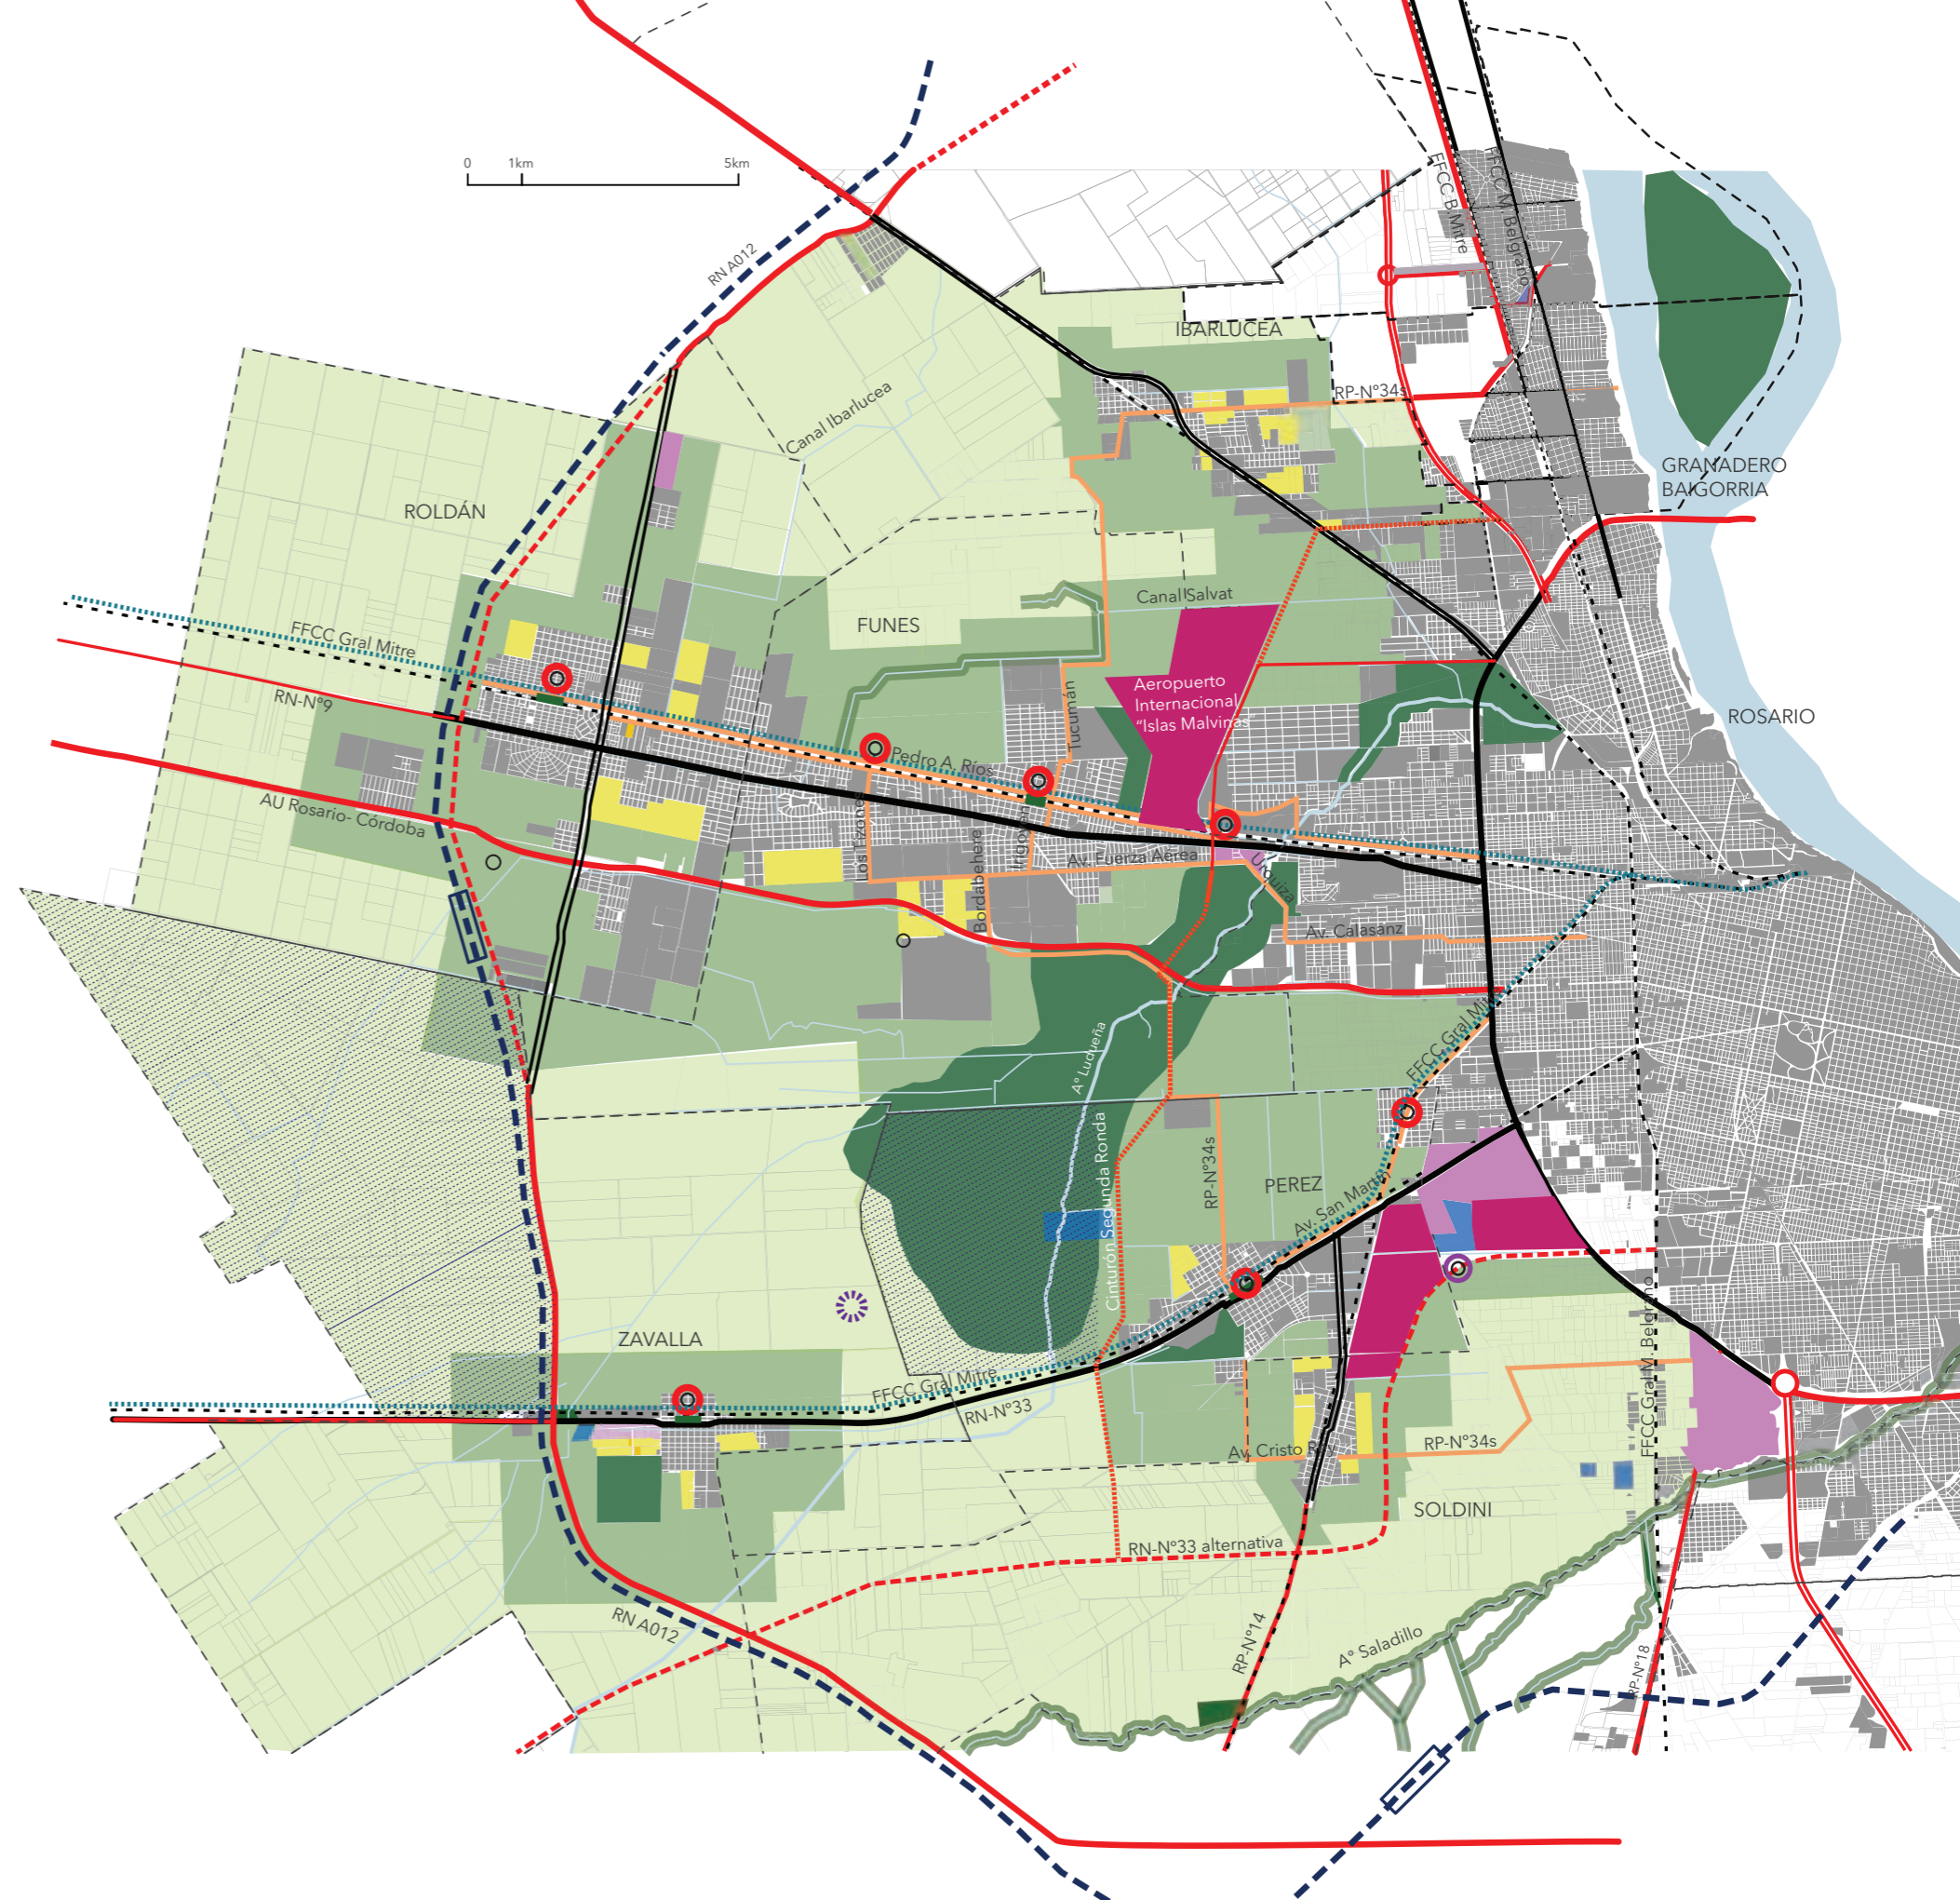 0 1km 5km
RN A012
FFCC B.Mitre
FFCC M Belgrano
IBARLUCEA
RP-N°34s
Canal Ibarlucea
GRANADERO
BAIGORRIA
ROLDÁN
Canal Salvat
FUNES
FFCC Gral Mitre
RN-N°9
Aeropuerto
Internacional
“Islas Malvinas
Tucumán
ROSARIO
Pedro A. Ríos
AU Rosario- Córdoba
Bordabehere
Av. Fuerza Aérea
Urquiza
Av. Calasanz
FFCC Gral Mitre
A° Ludueña
Cinturón Segunda Ronda
RP-N°34s
PEREZ
Av. San Martín
ZAVALLA
FFCC Gral M. Belgrano
FFCC Gral Mitre
RN-N°33
Av. Cristo Rey
RP-N°34s
SOLDINI
RN-N°33 alternativa
RN A012
RP-N°14
A° Saladillo
RP-N°18